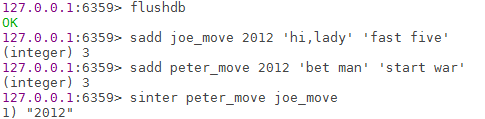 127.0.0.1:6359> flushdb
OK
127.0.0.1:6359> sadd joe_move 2012 'hi,lady' 'fast five'
(integer) 3
127.0.0.1:6359> sadd peter_move 2012 'bet man' 'start war'
(integer) 3
127.0.0.1:6359> sinter peter_move joe_move
1) "2012"